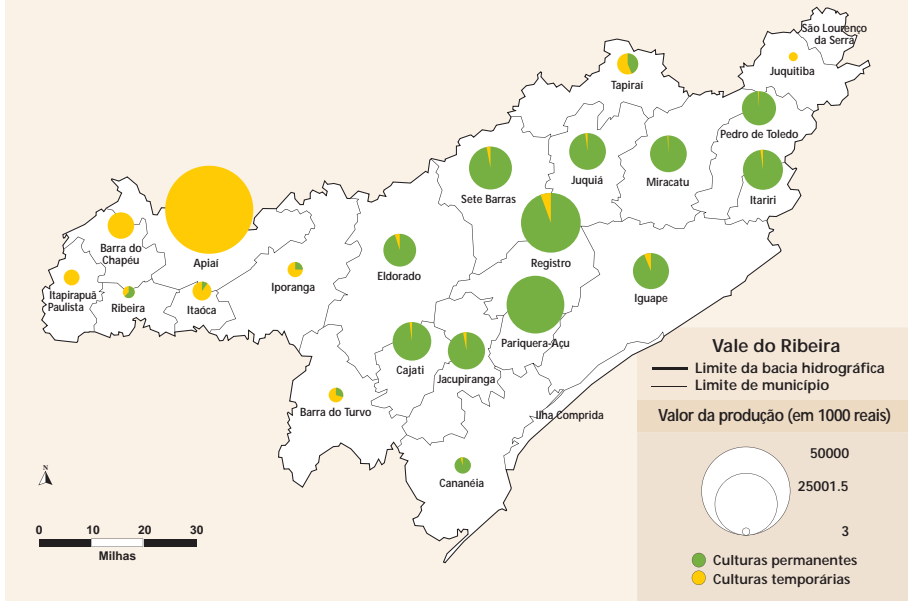 São Lourenço
da Serra
Juquitiba
Tapiraí
Pedro de Toledo
Juquiá
Miracatu
Itariri
Sete Barras
Barra do
Chapéu
Apiaí
Registro
Eldorado
Iporanga
Iguape
Itapirapuã
Paulista
Ribeira
Itaóca
Pariquera-Açu
Cajati
Jacupiranga
Barra do Turvo
Ilha Comprida
Cananéia
N
0 10 20 30
Milhas
Vale do Ribeira
Limite da bacia hidrográfica
Limite de município
Valor da produção (em 1000 reais)
50000
25001.5
3
Culturas permanentes
Culturas temporárias